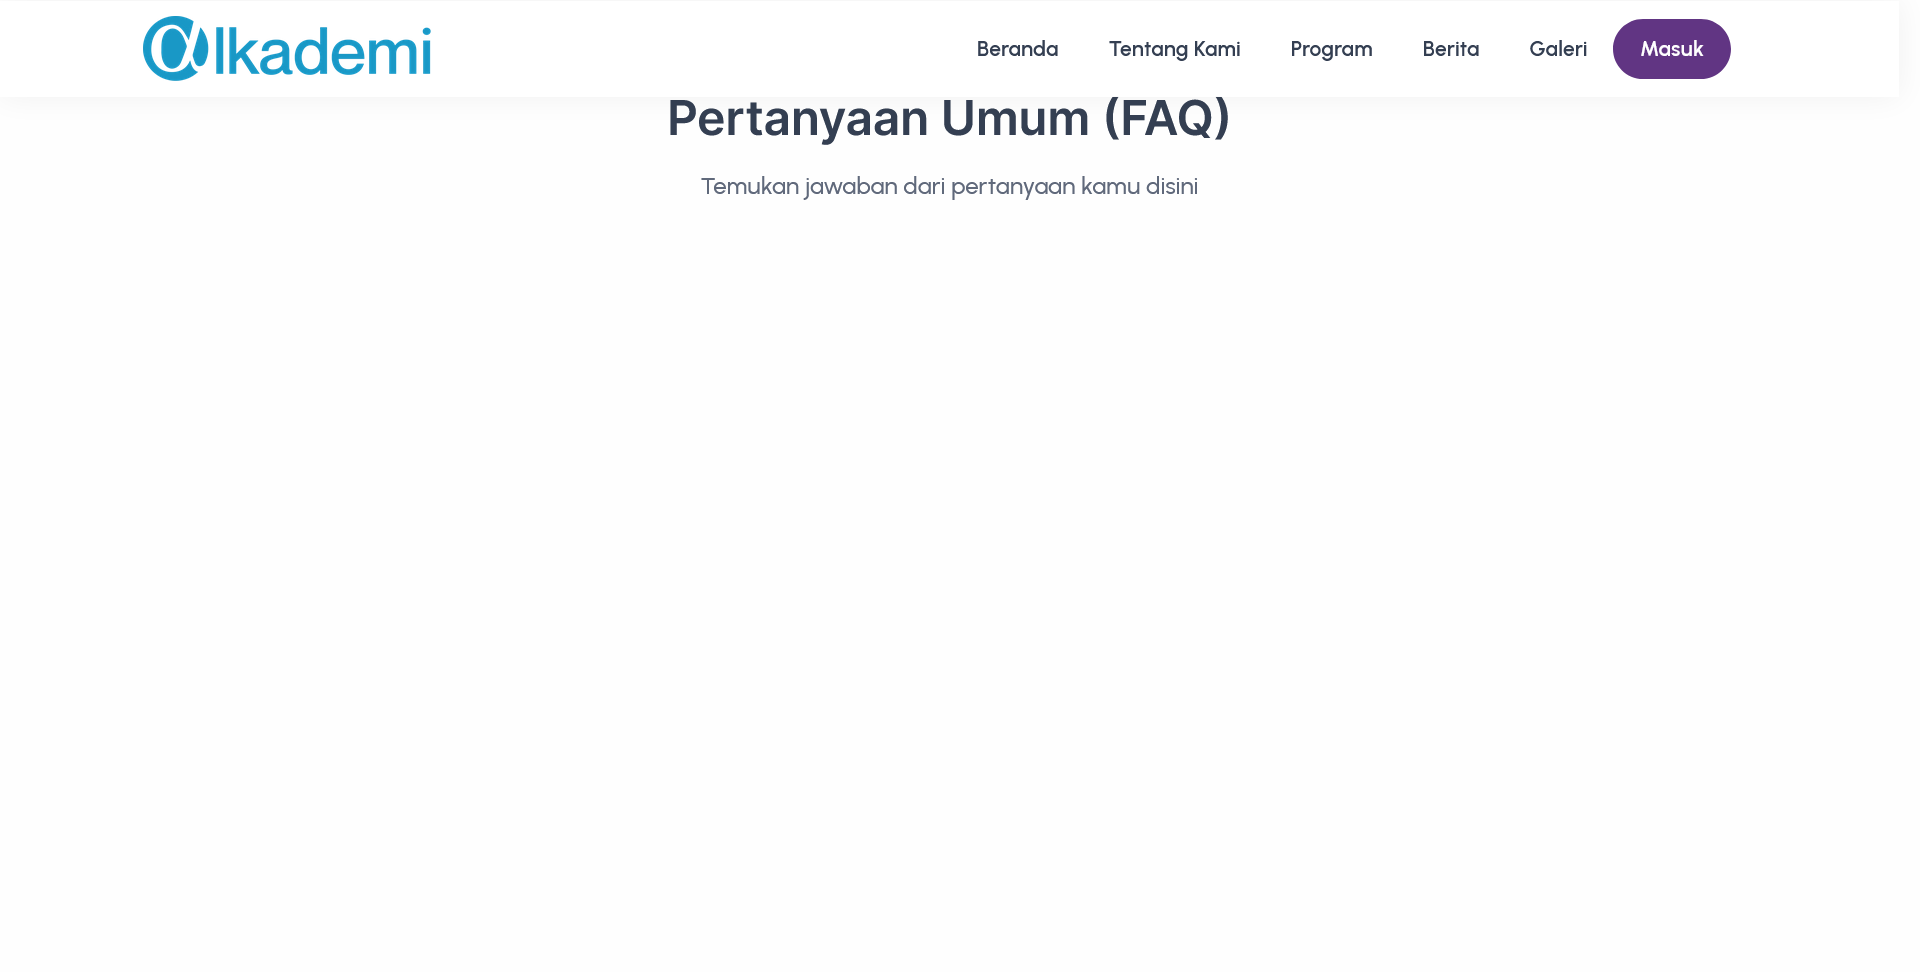 @lkademi
Beranda
Tentang Kami
Program
Berita
Galeri
Masuk
Pertanyaan Umum (FAQ)
Temukan jawaban dari pertanyaan kamu disini